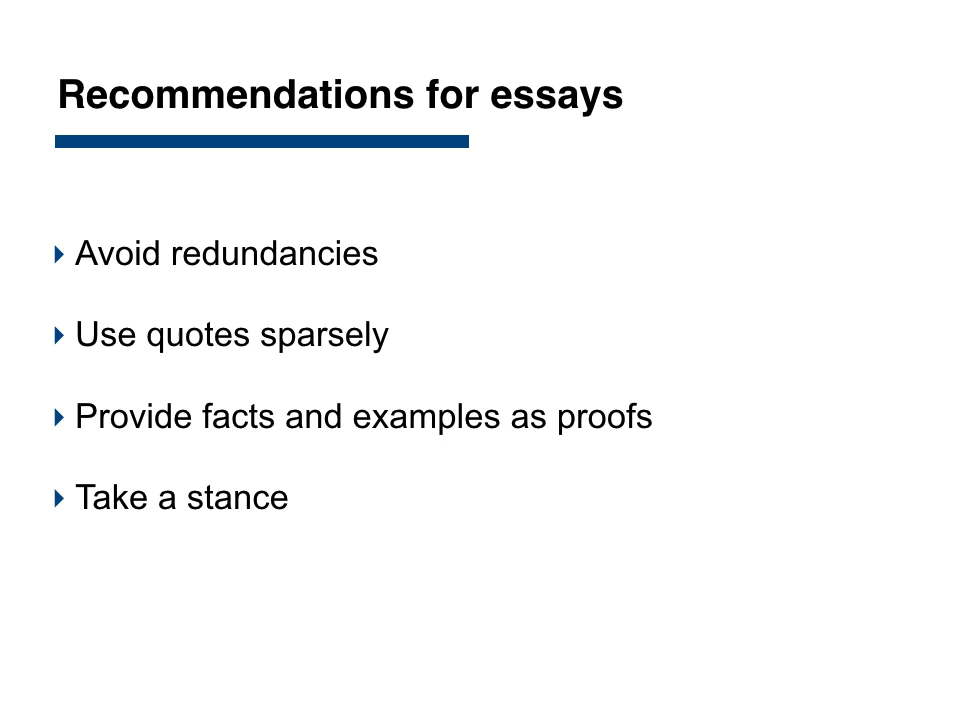 Recommendations for essays
Avoid redundancies
Use quotes sparsely
Provide facts and examples as proofs
Take a stance